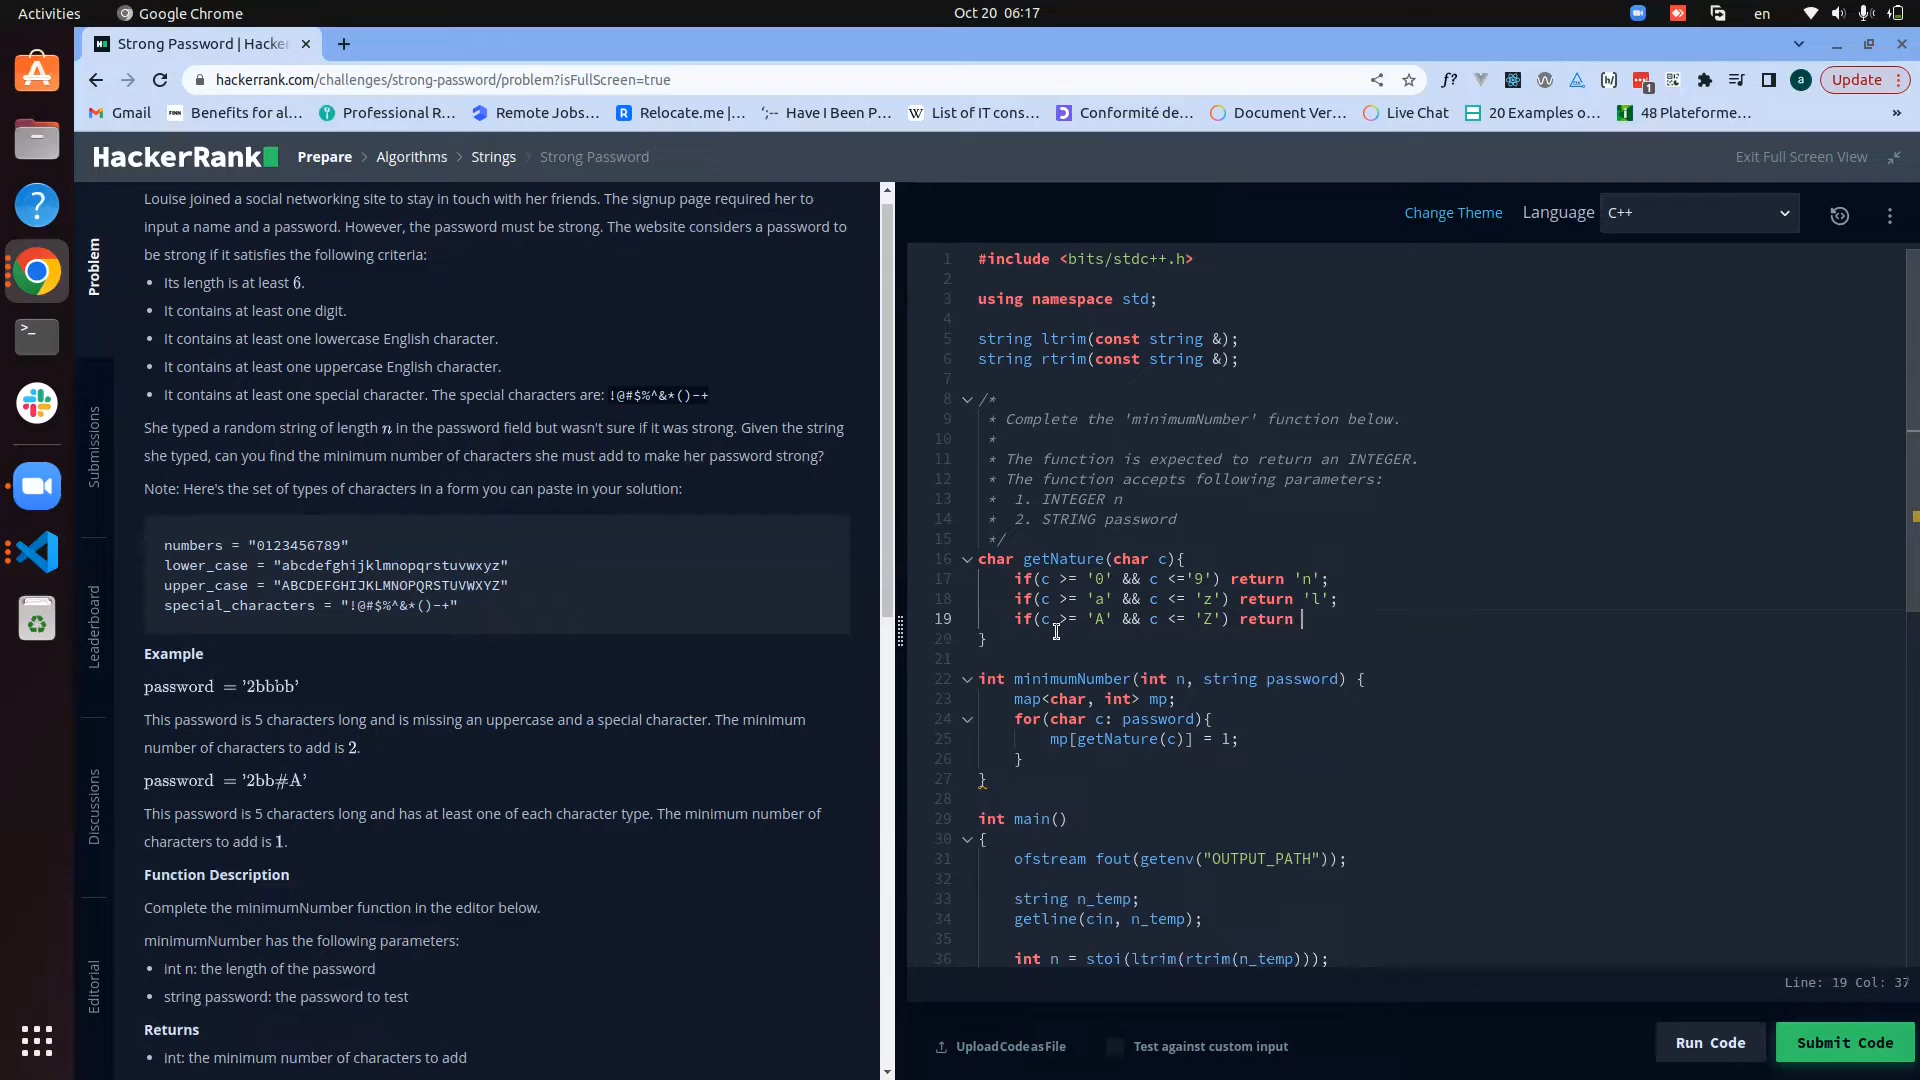 Activities
Google Chrome
Oct 20 06:17
en
Strong Password | Hacke
hackerrank.com/challenges/strong-password/problem?isFullScreen=true
f?
1
a
Update
Gmail
FINN Benefits for al...
Professional R...
Remote Jobs...
R Relocate.me |...
Have I Been P...
W List of IT cons...
Conformité de...
Document Ver...
Live Chat
20 Examples o...
48 Plateforme...
HackerRank
Prepare > Algorithms > Strings > Strong Password
Exit Full Screen View
Problem
Submissions
Leaderboard
Discussions
Editorial
Louise joined a social networking site to stay in touch with her friends. The signup page required her to
input a name and a password. However, the password must be strong. The website considers a password to
be strong if it satisfies the following criteria:
• Its length is at least 6.
• It contains at least one digit.
• It contains at least one lowercase English character.
• It contains at least one uppercase English character.
• It contains at least one special character. The special characters are: !@#$%^&*()-+
She typed a random string of length n in the password field but wasn't sure if it was strong. Given the string
she typed, can you find the minimum number of characters she must add to make her password strong?
Note: Here's the set of types of characters in a form you can paste in your solution:
numbers = "0123456789"
lower_case = "abcdefghijklmnopqrstuvwxyz"
upper_case = "ABCDEFGHIJKLMNOPQRSTUVWXYZ"
special_characters = "!@#$%^&*()-+"
Example
password = '2bbbb'
This password is 5 characters long and is missing an uppercase and a special character. The minimum
number of characters to add is 2.
password = '2bb#A'
This password is 5 characters long and has at least one of each character type. The minimum number of
characters to add is 1.
Function Description
Complete the minimumNumber function in the editor below.
minimumNumber has the following parameters:
• int n: the length of the password
• string password: the password to test
Returns
• int: the minimum number of characters to add
Change Theme
Language
C++
1 #include <bits/stdc++.h>
2
3 using namespace std;
4
5 string ltrim(const string &);
6 string rtrim(const string &);
7
8 /*
9 * Complete the 'minimumNumber' function below.
10 *
11 * The function is expected to return an INTEGER.
12 * The function accepts following parameters:
13 * 1. INTEGER n
14 * 2. STRING password
15 */
16 char getNature(char c){
17 if(c >= '0' && c <='9') return 'n';
18 if(c >= 'a' && c <= 'z') return 'l';
19 if(c >= 'A' && c <= 'Z') return
20 }
21
22 int minimumNumber(int n, string password) {
23 map<char, int> mp;
24 for(char c: password){
25 mp[getNature(c)] = 1;
26 }
27 }
28
29 int main()
30 {
31 ofstream fout(getenv("OUTPUT_PATH"));
32
33 string n_temp;
34 getline(cin, n_temp);
35
36 int n = stoi(ltrim(rtrim(n_temp)));
Line: 19 Col: 37
Upload Code as File
Test against custom input
Run Code
Submit Code